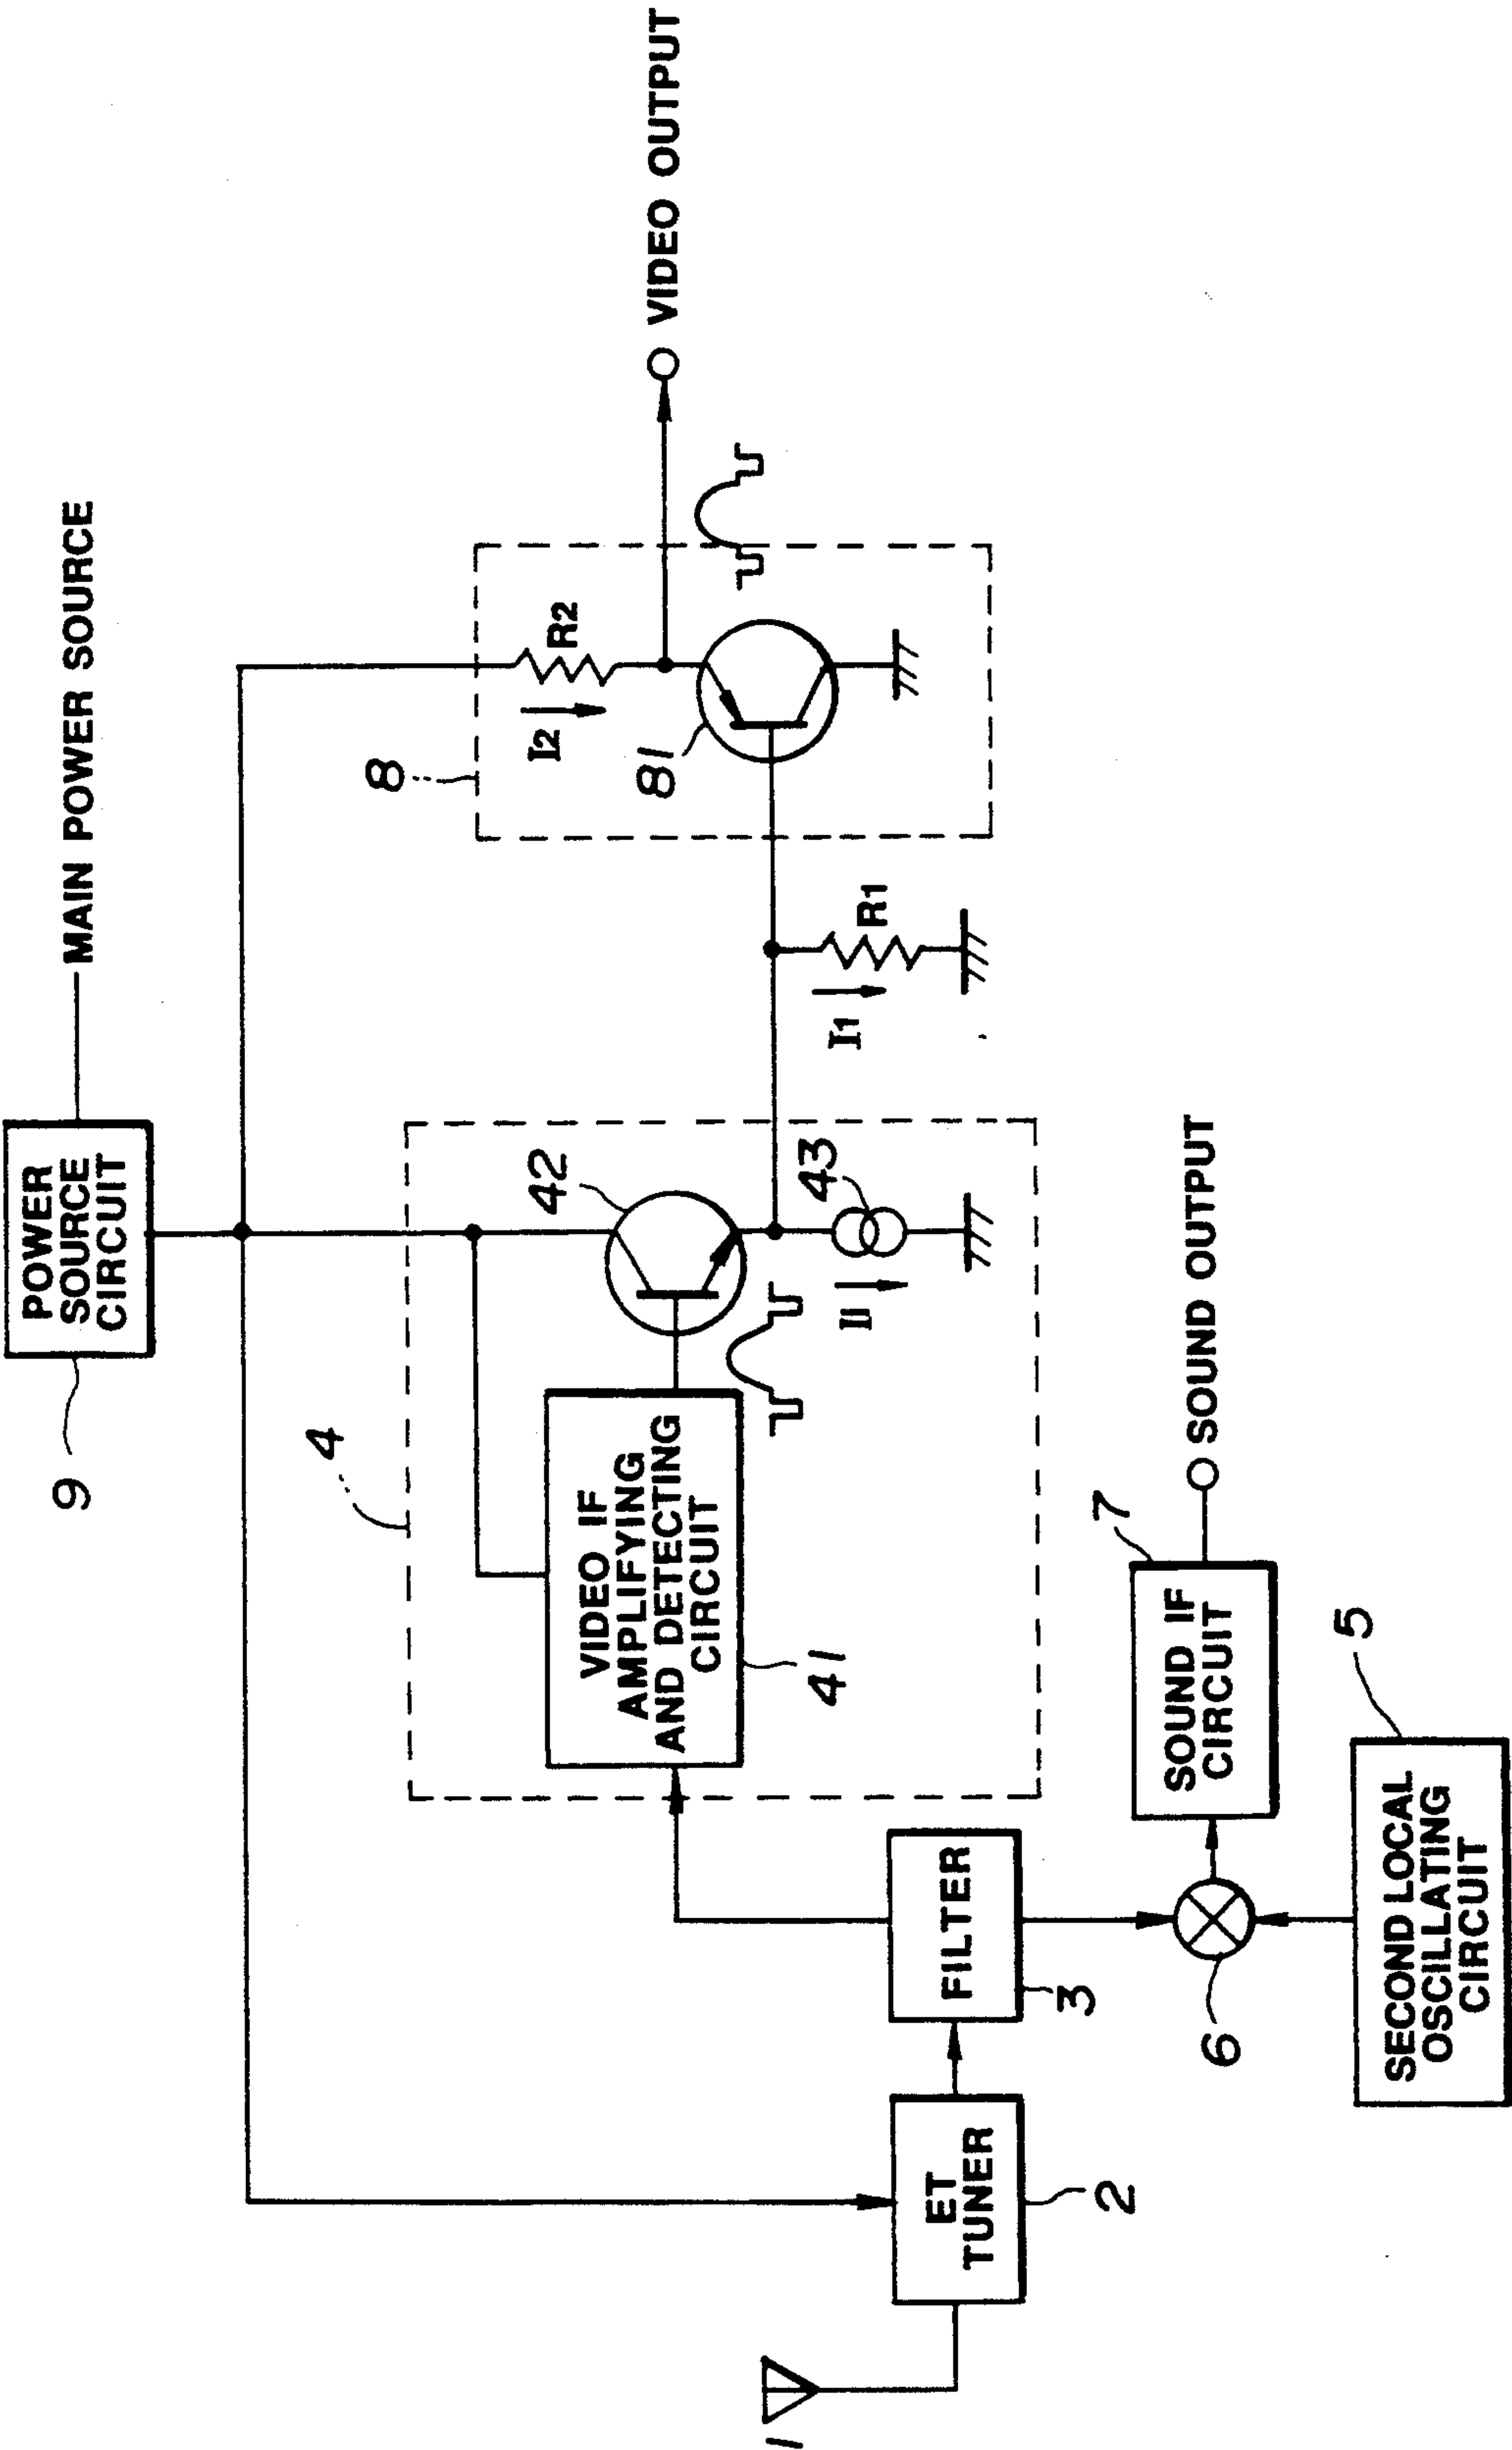 POWER
SOURCE
CIRCUIT
MAIN POWER SOURCE
9
8
R2
I2
81
VIDEO OUTPUT
4
42
VIDEO IF
AMPLIFYING
AND DETECTING
CIRCUIT
41
43
I1
R1
1
ET
TUNER
2
FILTER
3
6
SOUND IF
CIRCUIT
7
SOUND OUTPUT
SECOND LOCAL
OSCILLATING
CIRCUIT
5